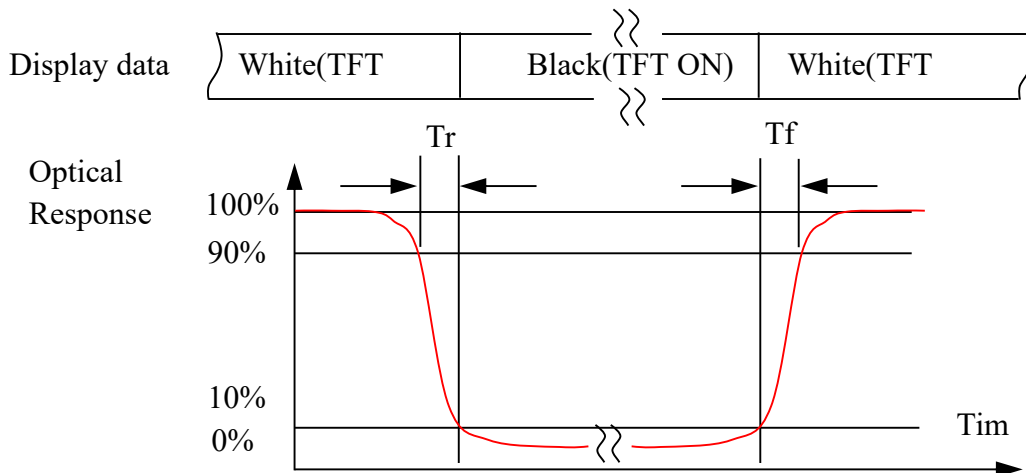 Display data White(TFT Black(TFT ON) White(TFT
Tr Tf
Optical
Response
100%
90%
10%
0%
Tim